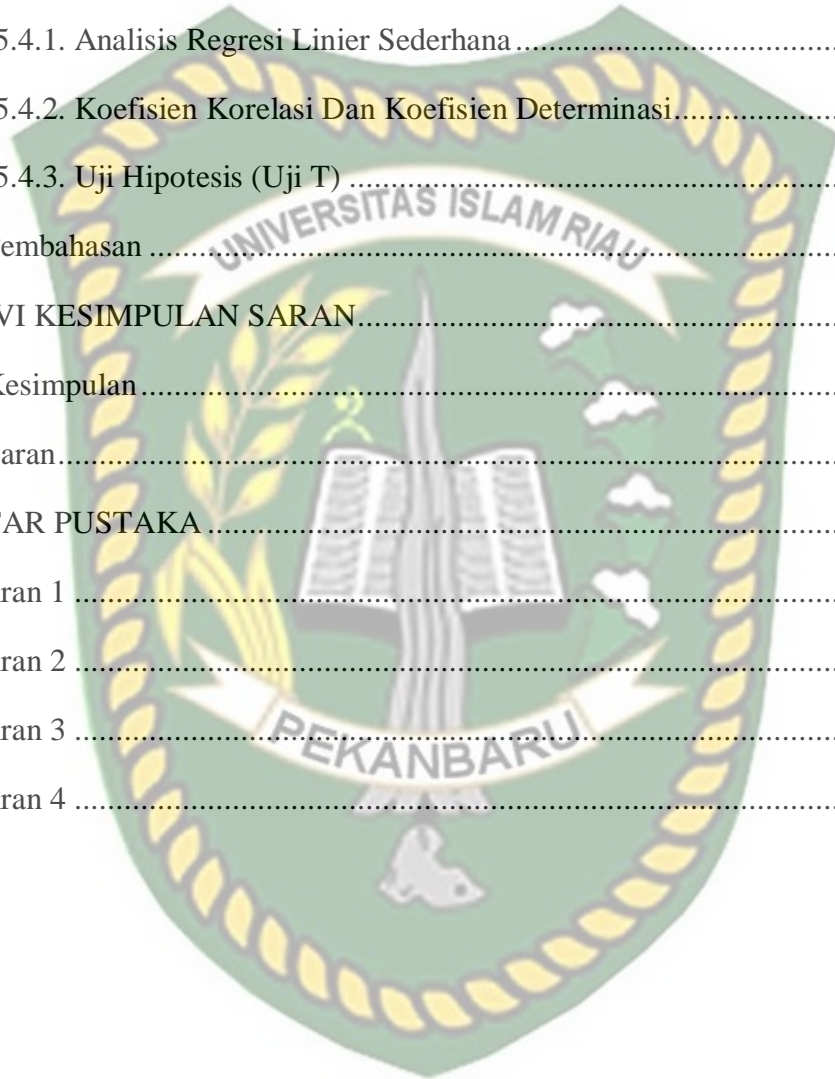 5.4.1. Analisis Regresi Linier Sederhana ..........................................
5.4.2. Koefisien Korelasi Dan Koefisien Determinasi.....................
5.4.3. Uji Hipotesis (Uji T) ................................................................
UNIVERSITAS ISLAM RIAU
embahasan ..........................................................................................
VI KESIMPULAN SARAN...............................................................
Kesimpulan...........................................................................................
aran.......................................................................................................
AR PUSTAKA ...................................................................................
ran 1 .....................................................................................................
ran 2 .....................................................................................................
ran 3 .....................................................................................................
PEKANBARU
ran 4 .....................................................................................................